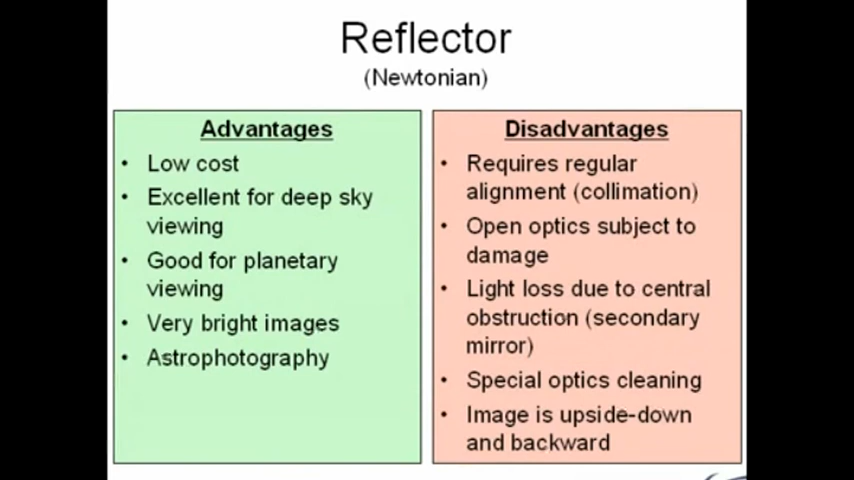 Reflector
(Newtonian)
Advantages
• Low cost
• Excellent for deep sky
viewing
• Good for planetary
viewing
• Very bright images
• Astrophotography
Disadvantages
• Requires regular
alignment (collimation)
• Open optics subject to
damage
• Light loss due to central
obstruction (secondary
mirror)
• Special optics cleaning
• Image is upside-down
and backward